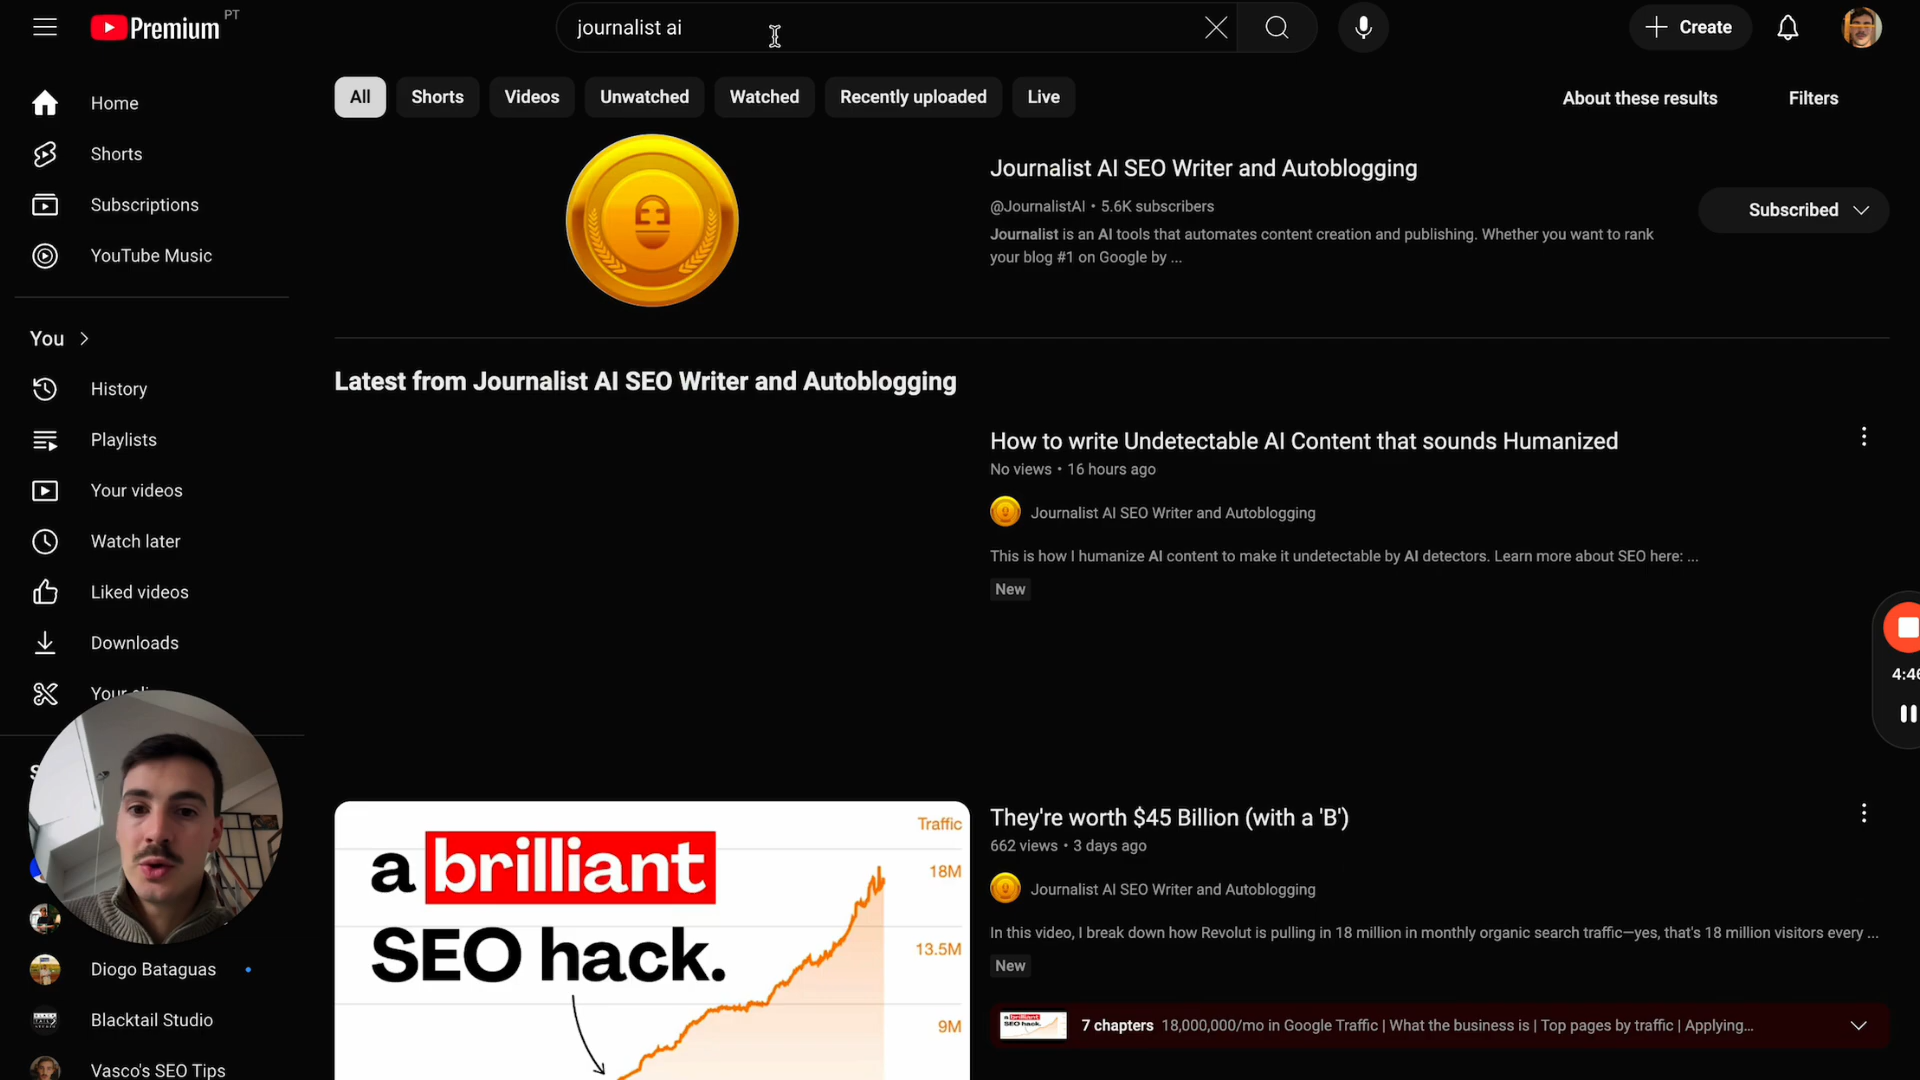 Premium
PT
journalist ai
Create
Home
Shorts
Subscriptions
YouTube Music
You
History
Playlists
Your videos
Watch later
Liked videos
Downloads
Your
Diogo Bataguas
Blacktail Studio
Vasco's SEO Tips
All
Shorts
Videos
Unwatched
Watched
Recently uploaded
Live
About these results
Filters
Journalist AI SEO Writer and Autoblogging
@JournalistAI • 5.6K subscribers
Journalist is an AI tools that automates content creation and publishing. Whether you want to rank
your blog #1 on Google by ...
Subscribed
Latest from Journalist AI SEO Writer and Autoblogging
How to write Undetectable AI Content that sounds Humanized
No views • 16 hours ago
Journalist AI SEO Writer and Autoblogging
This is how I humanize AI content to make it undetectable by AI detectors. Learn more about SEO here: ...
New
4:46
a brilliant
SEO hack.
Traffic
18M
13.5M
9M
They're worth $45 Billion (with a 'B')
662 views • 3 days ago
Journalist AI SEO Writer and Autoblogging
In this video, I break down how Revolut is pulling in 18 million in monthly organic search traffic—yes, that's 18 million visitors every ...
New
a brilliant
SEO hack.
7 chapters 18,000,000/mo in Google Traffic | What the business is | Top pages by traffic | Applying...